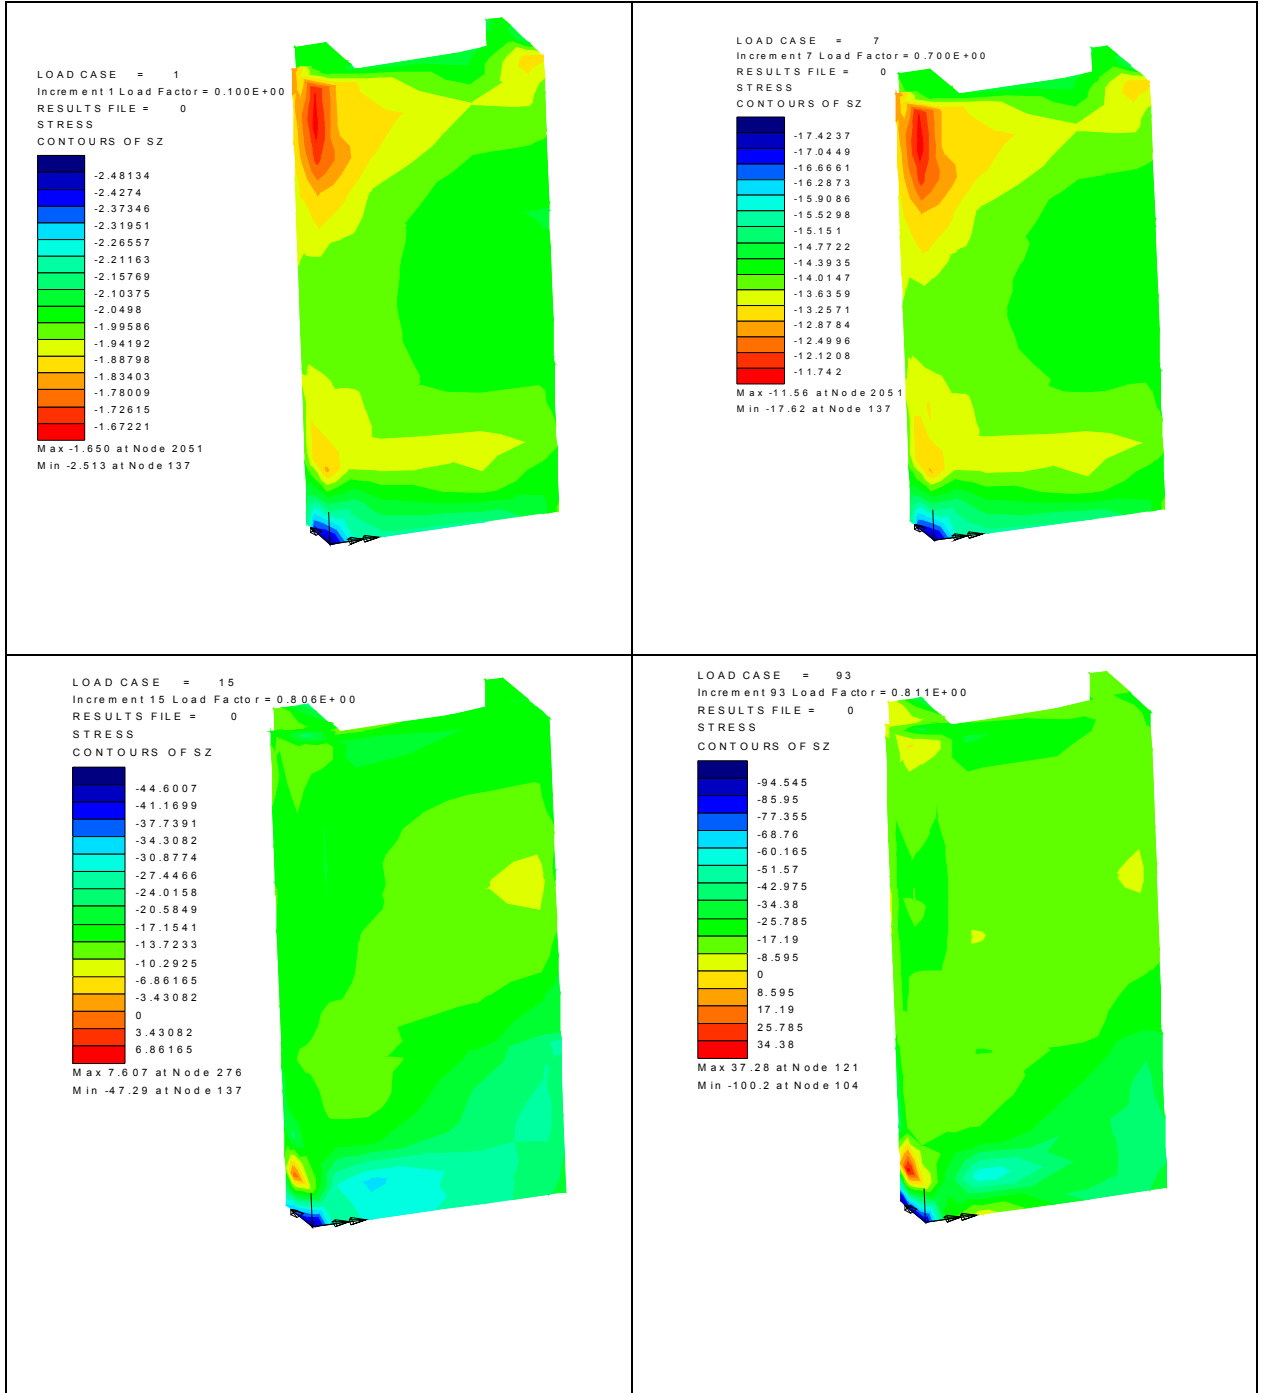 LOAD CASE = 1
Increment 1 Load Factor = 0.100E+00
RESULTS FILE = 0
STRESS
CONTOURS OF SZ
-2.48134
-2.4274
-2.37346
-2.31951
-2.26557
-2.21163
-2.15769
-2.10375
-2.0498
-1.99586
-1.94192
-1.88798
-1.83403
-1.78009
-1.72615
-1.67221
Max -1.650 at Node 2051
Min -2.513 at Node 137
LOAD CASE = 7
Increment 7 Load Factor = 0.700E+00
RESULTS FILE = 0
STRESS
CONTOURS OF SZ
-17.4237
-17.0449
-16.6661
-16.2873
-15.9086
-15.5298
-15.151
-14.7722
-14.3935
-14.0147
-13.6359
-13.2571
-12.8784
-12.4996
-12.1208
-11.742
Max -11.56 at Node 2051
Min -17.62 at Node 137
LOAD CASE = 15
Increment 15 Load Factor = 0.806E+00
RESULTS FILE = 0
STRESS
CONTOURS OF SZ
-44.6007
-41.1699
-37.7391
-34.3082
-30.8774
-27.4466
-24.0158
-20.5849
-17.1541
-13.7233
-10.2925
-6.86165
-3.43082
0
3.43082
6.86165
Max 7.607 at Node 276
Min -47.29 at Node 137
LOAD CASE = 93
Increment 93 Load Factor = 0.811E+00
RESULTS FILE = 0
STRESS
CONTOURS OF SZ
-94.545
-85.95
-77.355
-68.76
-60.165
-51.57
-42.975
-34.38
-25.785
-17.19
-8.595
0
8.595
17.19
25.785
34.38
Max 37.28 at Node 121
Min -100.2 at Node 104